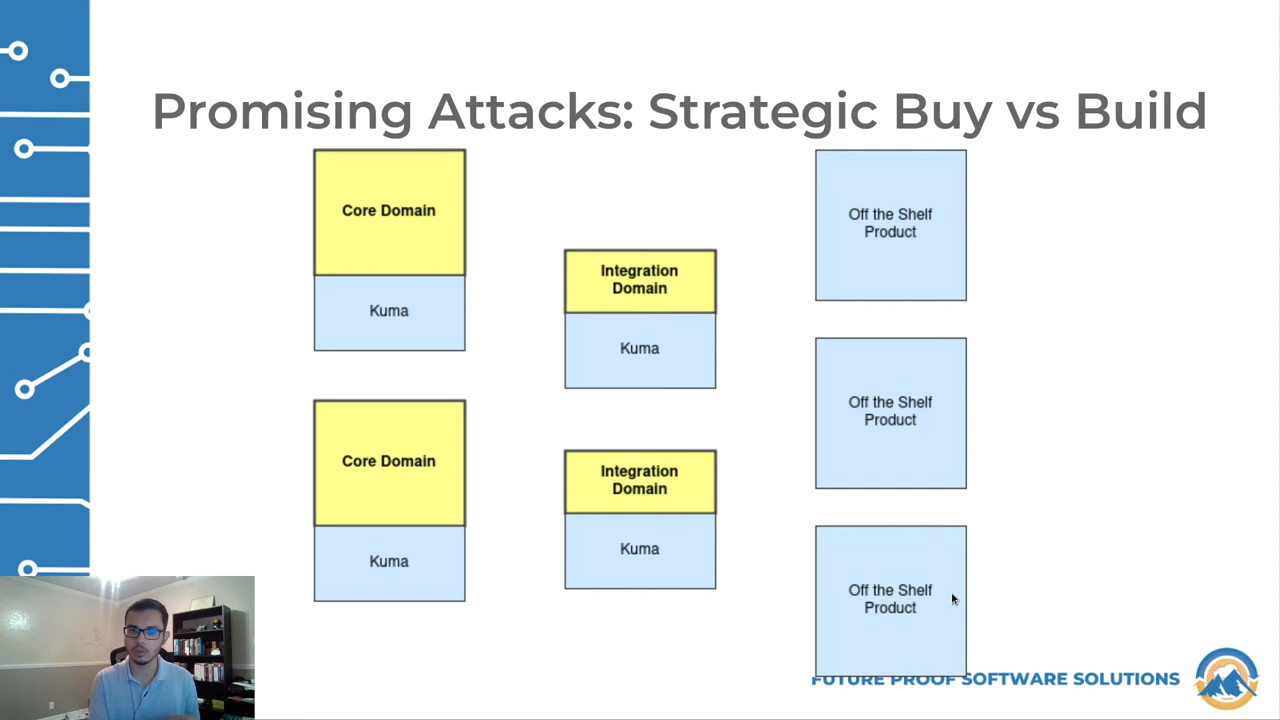 Promising Attacks: Strategic Buy vs Build
Core Domain
Kuma
Core Domain
Kuma
Integration
Domain
Kuma
Integration
Domain
Kuma
Off the Shelf
Product
Off the Shelf
Product
Off the Shelf
Product
FUTURE PROOF SOFTWARE SOLUTIONS